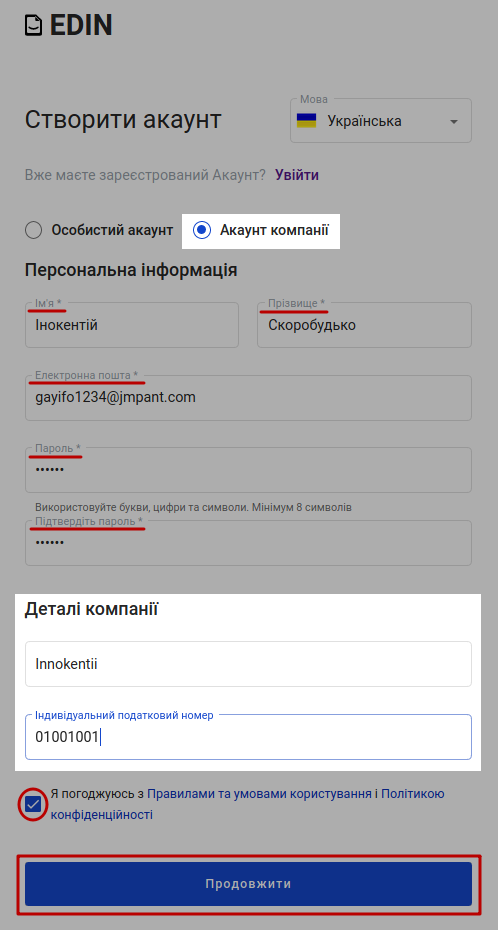 EDIN
Створити акаунт
Мова
Українська
Вже маєте зареєстрований Акаунт? Увійти
Особистий акаунт
Акаунт компанії
Персональна інформація
Ім'я *
Прізвище *
Інокентій
Скоробудько
Електронна пошта *
gayifo1234@jmpant.com
Пароль *
••••••
Використовуйте букви, цифри та символи. Мінімум 8 символів
Підтвердіть пароль *
••••••
Деталі компанії
Innokentii
Індивідуальний податковий номер
01001001
Я погоджуюсь з Правилами та умовами користування і Політикою
конфіденційності
Продовжити